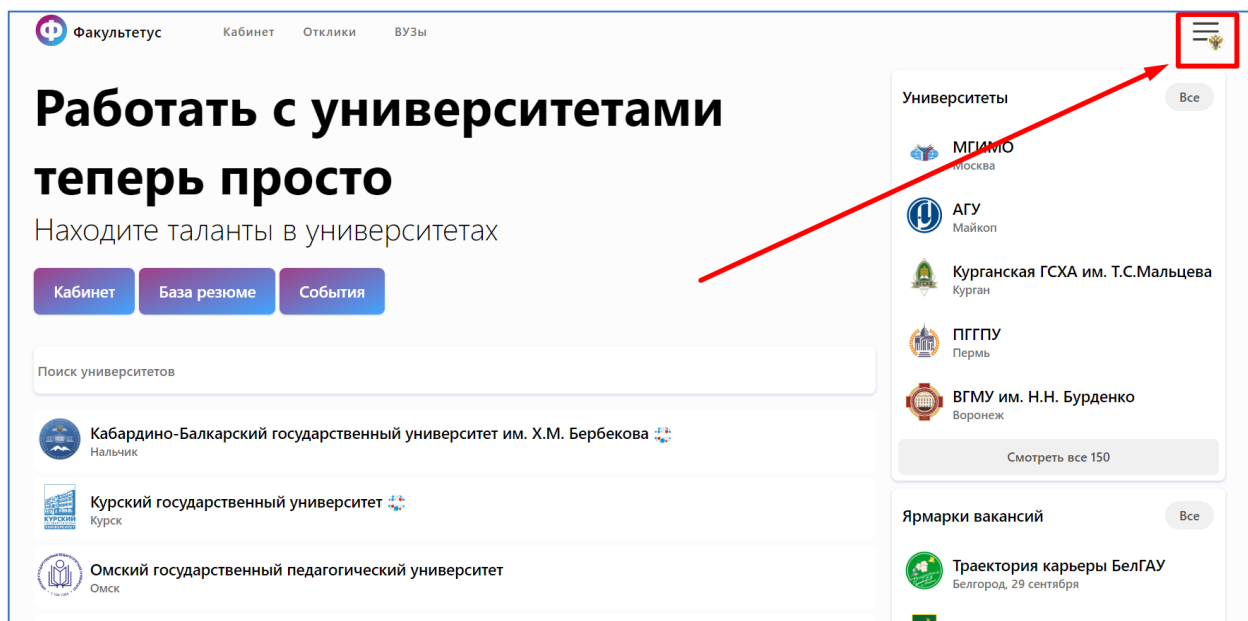 Ф Факультетус
Кабинет Отклики ВУЗы
Работать с университетами
теперь просто
Находите таланты в университетах
Кабинет База резюме События
Поиск университетов
Кабардино-Балкарский государственный университет им. Х.М. Бербекова
Нальчик
Курский государственный университет
Курск
Омский государственный педагогический университет
Омск
Университеты Все
МГИМО
Москва
АГУ
Майкоп
Курганская ГСХА им. Т.С.Мальцева
Курган
ПГГПУ
Пермь
ВГМУ им. Н.Н. Бурденко
Воронеж
Смотреть все 150
Ярмарки вакансий Все
Траектория карьеры БелГАУ
Белгород, 29 сентября